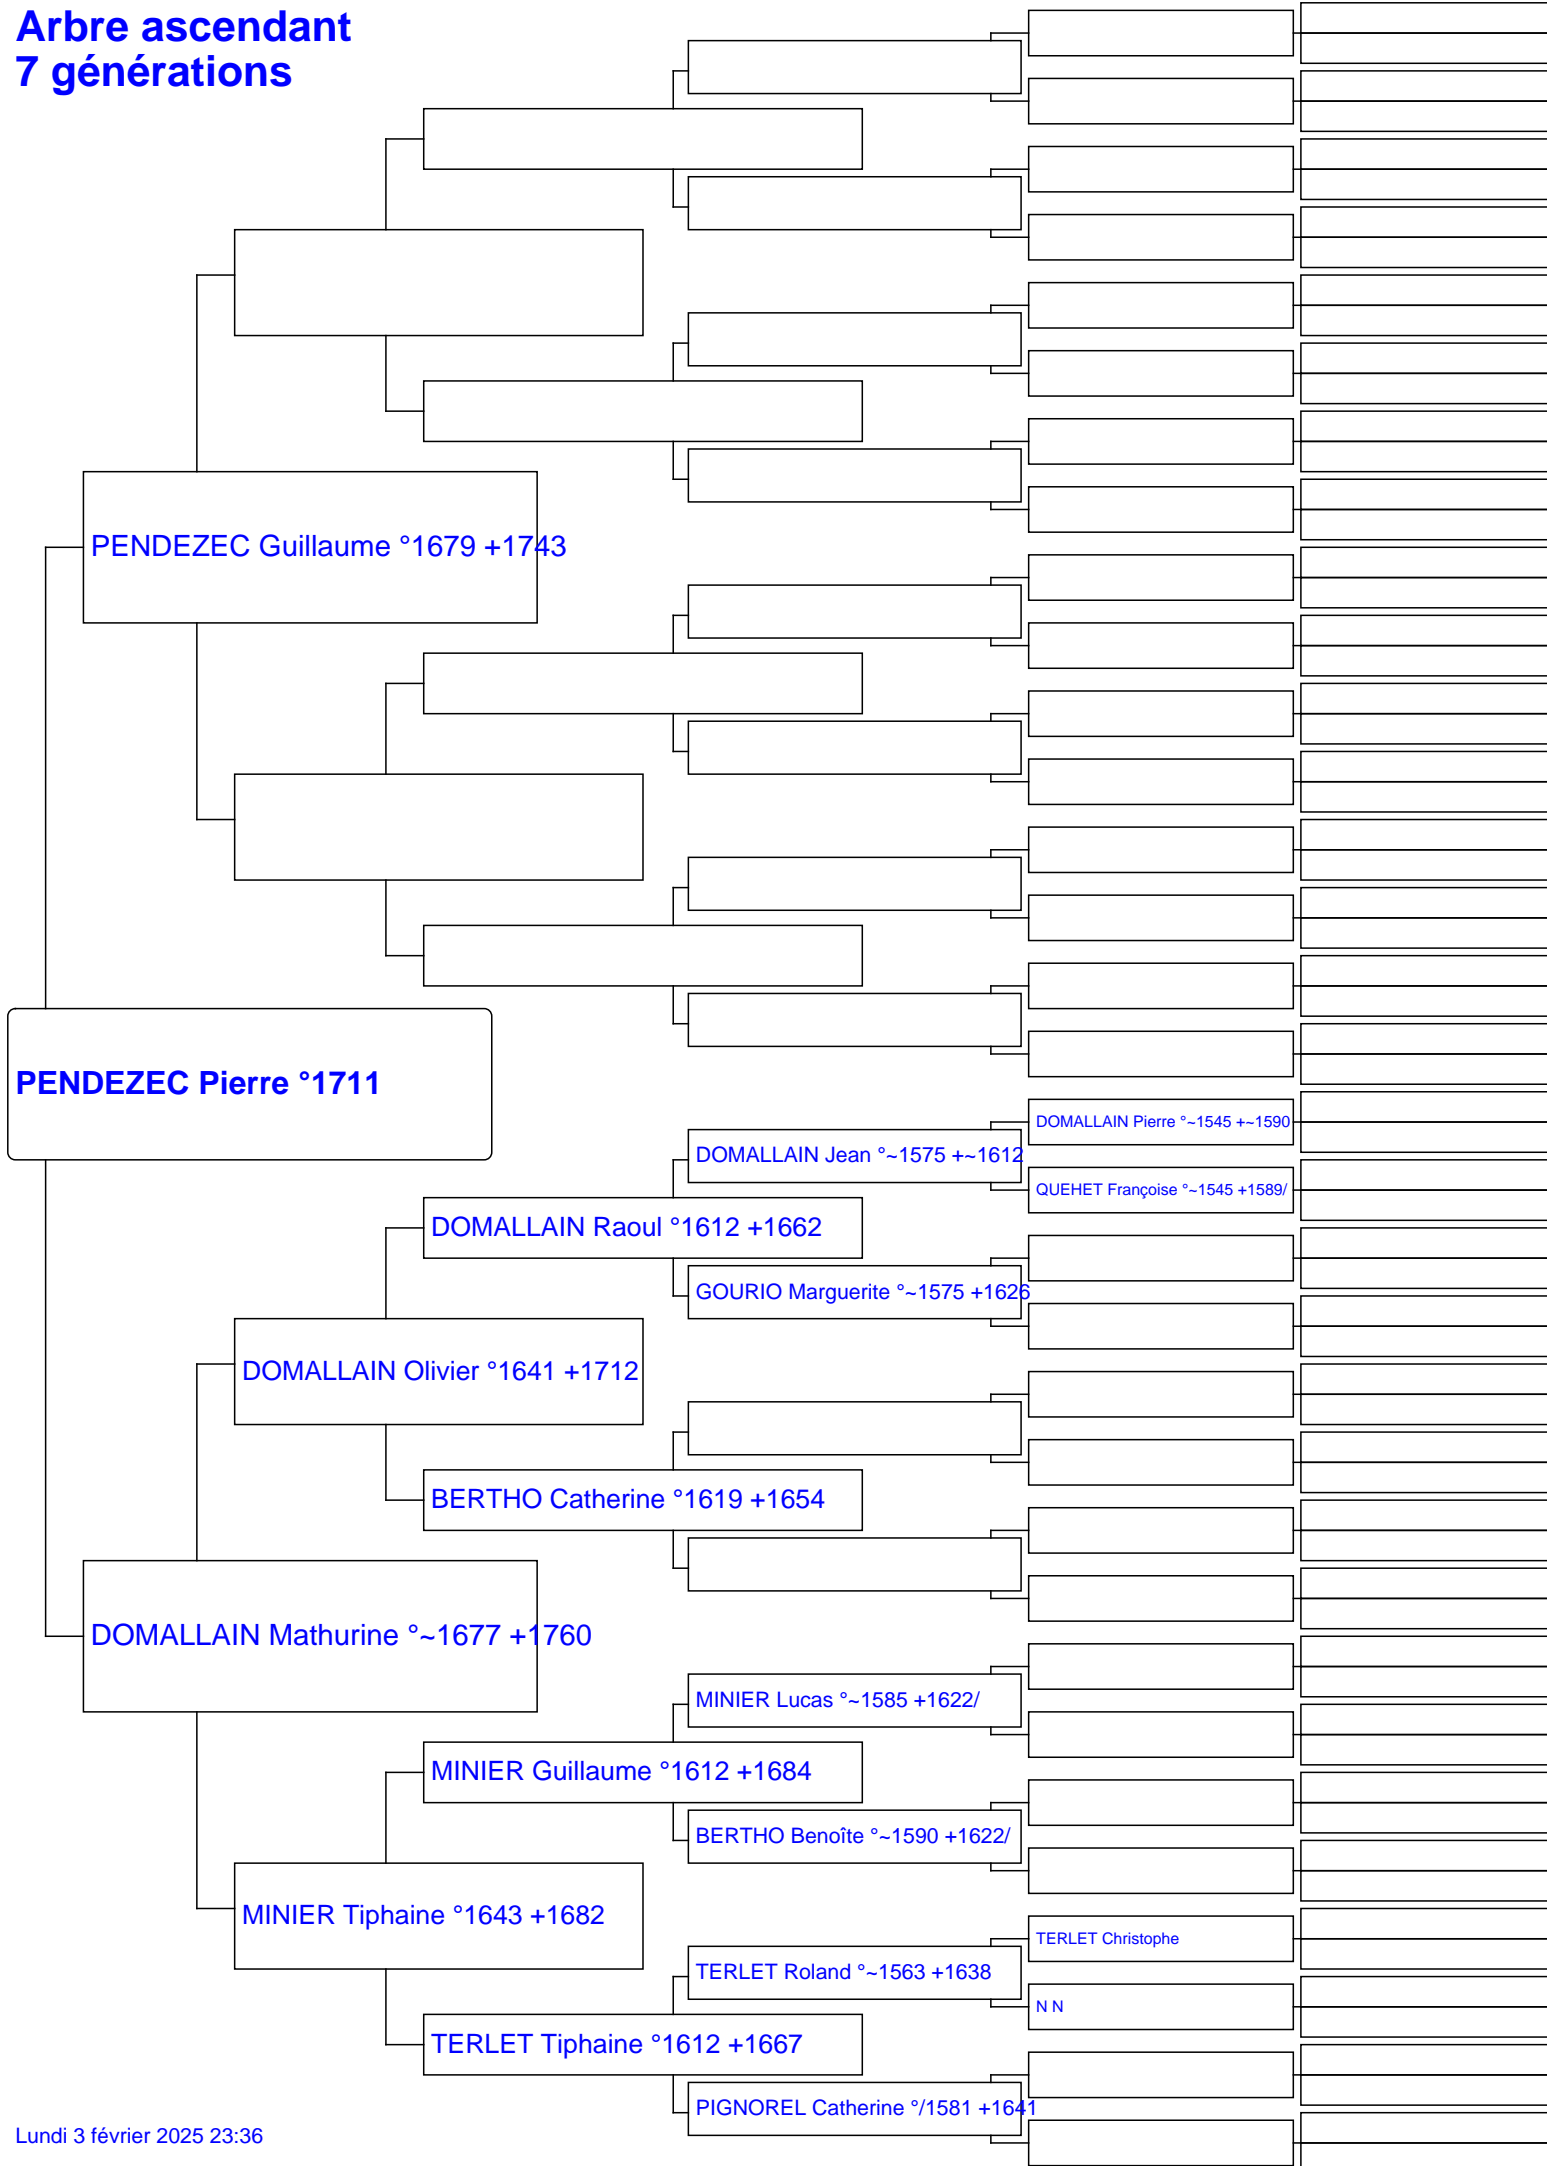 Arbre ascendant
7 générations
PENDEZEC Guillaume °1679 +1743
PENDEZEC Pierre °1711
DOMALLAIN Pierre °~1545 +~1590
DOMALLAIN Jean °~1575 +~1612
QUEHET Françoise °~1545 +1589/
DOMALLAIN Raoul °1612 +1662
GOURIO Marguerite °~1575 +1626
DOMALLAIN Olivier °1641 +1712
BERTHO Catherine °1619 +1654
DOMALLAIN Mathurine °~1677 +1760
MINIER Lucas °~1585 +1622/
MINIER Guillaume °1612 +1684
BERTHO Benoîte °~1590 +1622/
MINIER Tiphaine °1643 +1682
TERLET Christophe
TERLET Roland °~1563 +1638
N N
TERLET Tiphaine °1612 +1667
PIGNOREL Catherine °/1581 +1641
Lundi 3 février 2025 23:36